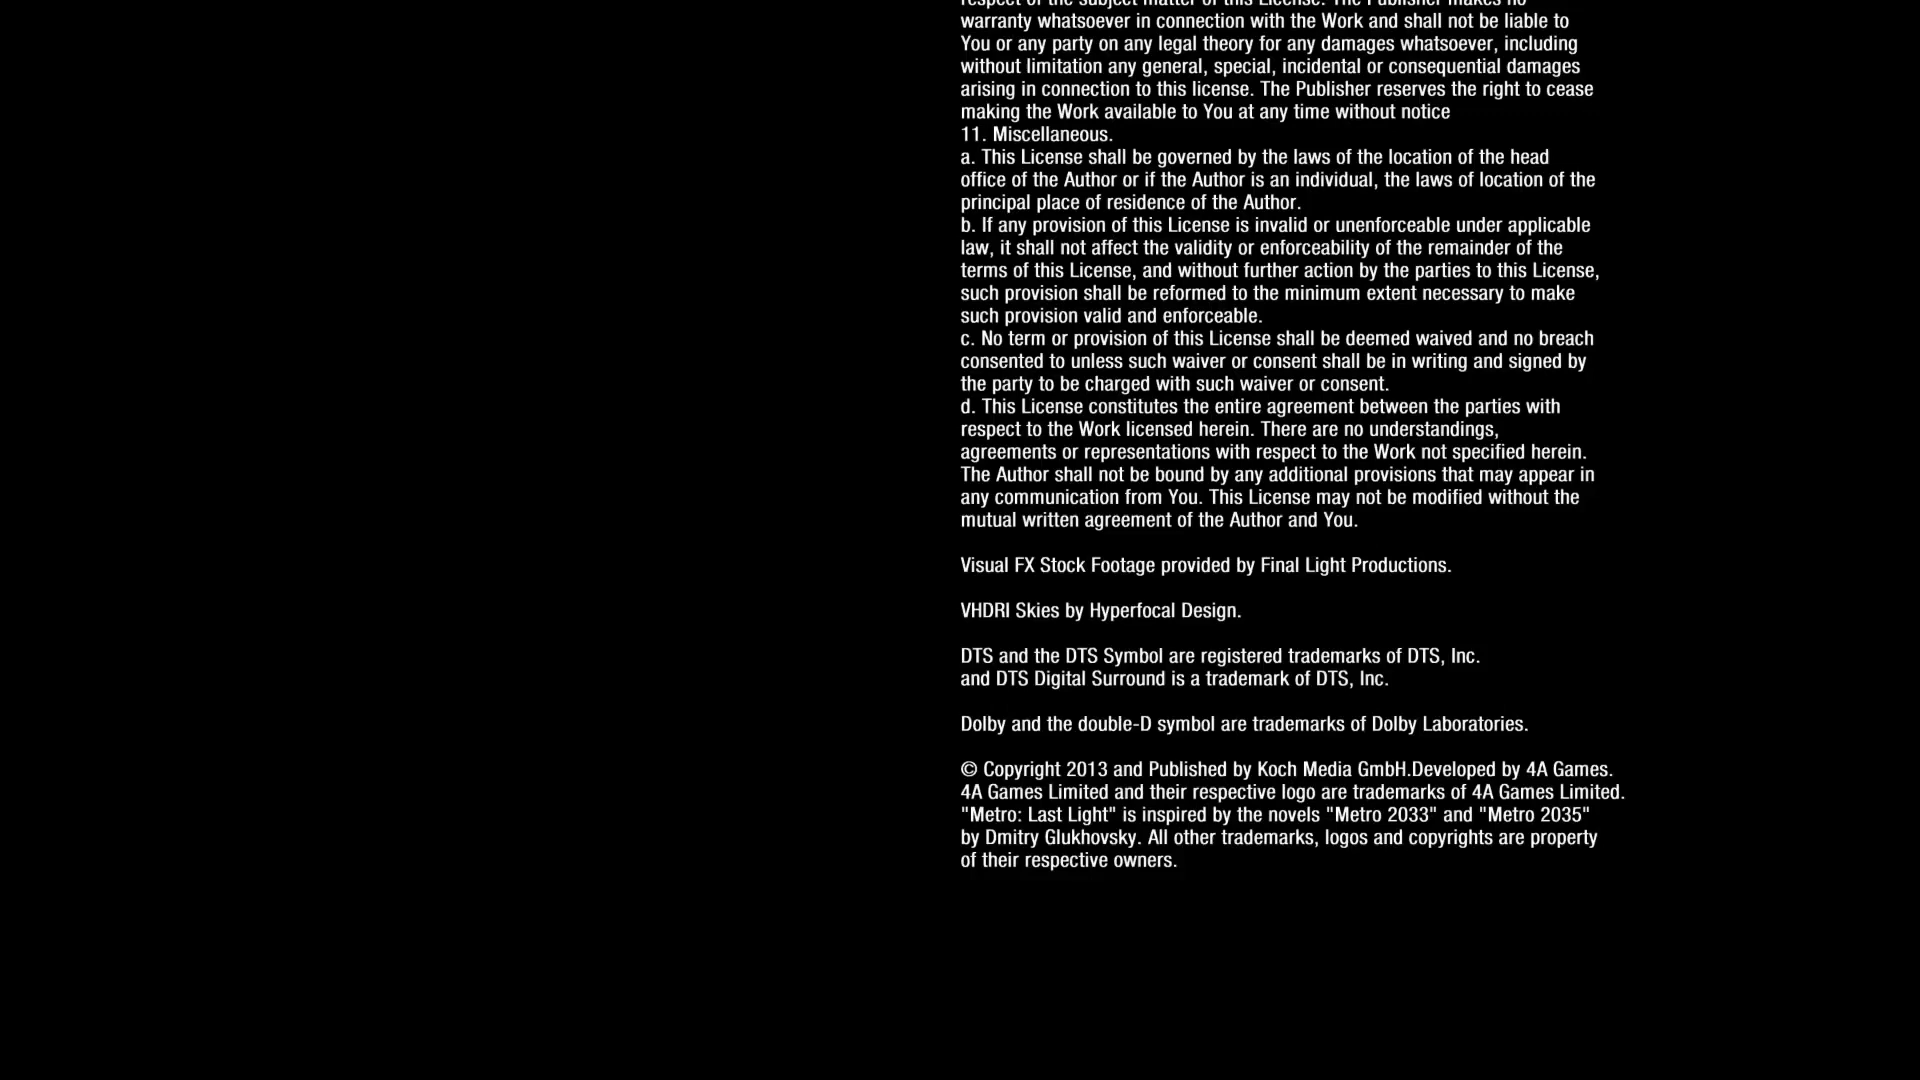 respect of the subject matter of this License. The Publisher makes no
warranty whatsoever in connection with the Work and shall not be liable to
You or any party on any legal theory for any damages whatsoever, including
without limitation any general, special, incidental or consequential damages
arising in connection to this license. The Publisher reserves the right to cease
making the Work available to You at any time without notice
11. Miscellaneous.
a. This License shall be governed by the laws of the location of the head
office of the Author or if the Author is an individual, the laws of location of the
principal place of residence of the Author.
b. If any provision of this License is invalid or unenforceable under applicable
law, it shall not affect the validity or enforceability of the remainder of the
terms of this License, and without further action by the parties to this License,
such provision shall be reformed to the minimum extent necessary to make
such provision valid and enforceable.
c. No term or provision of this License shall be deemed waived and no breach
consented to unless such waiver or consent shall be in writing and signed by
the party to be charged with such waiver or consent.
d. This License constitutes the entire agreement between the parties with
respect to the Work licensed herein. There are no understandings,
agreements or representations with respect to the Work not specified herein.
The Author shall not be bound by any additional provisions that may appear in
any communication from You. This License may not be modified without the
mutual written agreement of the Author and You.
Visual FX Stock Footage provided by Final Light Productions.
VHDRI Skies by Hyperfocal Design.
DTS and the DTS Symbol are registered trademarks of DTS, Inc.
and DTS Digital Surround is a trademark of DTS, Inc.
Dolby and the double-D symbol are trademarks of Dolby Laboratories.
© Copyright 2013 and Published by Koch Media GmbH.Developed by 4A Games.
4A Games Limited and their respective logo are trademarks of 4A Games Limited.
"Metro: Last Light" is inspired by the novels "Metro 2033" and "Metro 2035"
by Dmitry Glukhovsky. All other trademarks, logos and copyrights are property
of their respective owners.